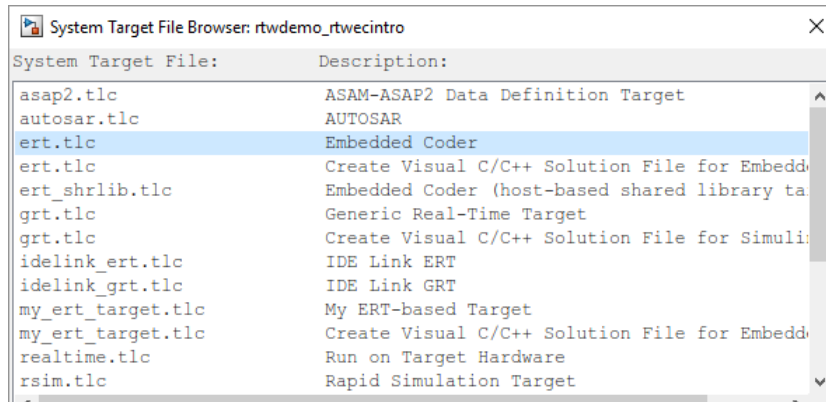 System Target File Browser: rtwdemo_rtwecintro
System Target File: Description:
asap2.tlc ASAM-ASAP2 Data Definition Target
autosar.tlc AUTOSAR
ert.tlc Embedded Coder
ert.tlc Create Visual C/C++ Solution File for Embedd
ert_shrlib.tlc Embedded Coder (host-based shared library ta
grt.tlc Generic Real-Time Target
grt.tlc Create Visual C/C++ Solution File for Simuli
idelink_ert.tlc IDE Link ERT
idelink_grt.tlc IDE Link GRT
my_ert_target.tlc My ERT-based Target
my_ert_target.tlc Create Visual C/C++ Solution File for Embedd
realtime.tlc Run on Target Hardware
rsim.tlc Rapid Simulation Target